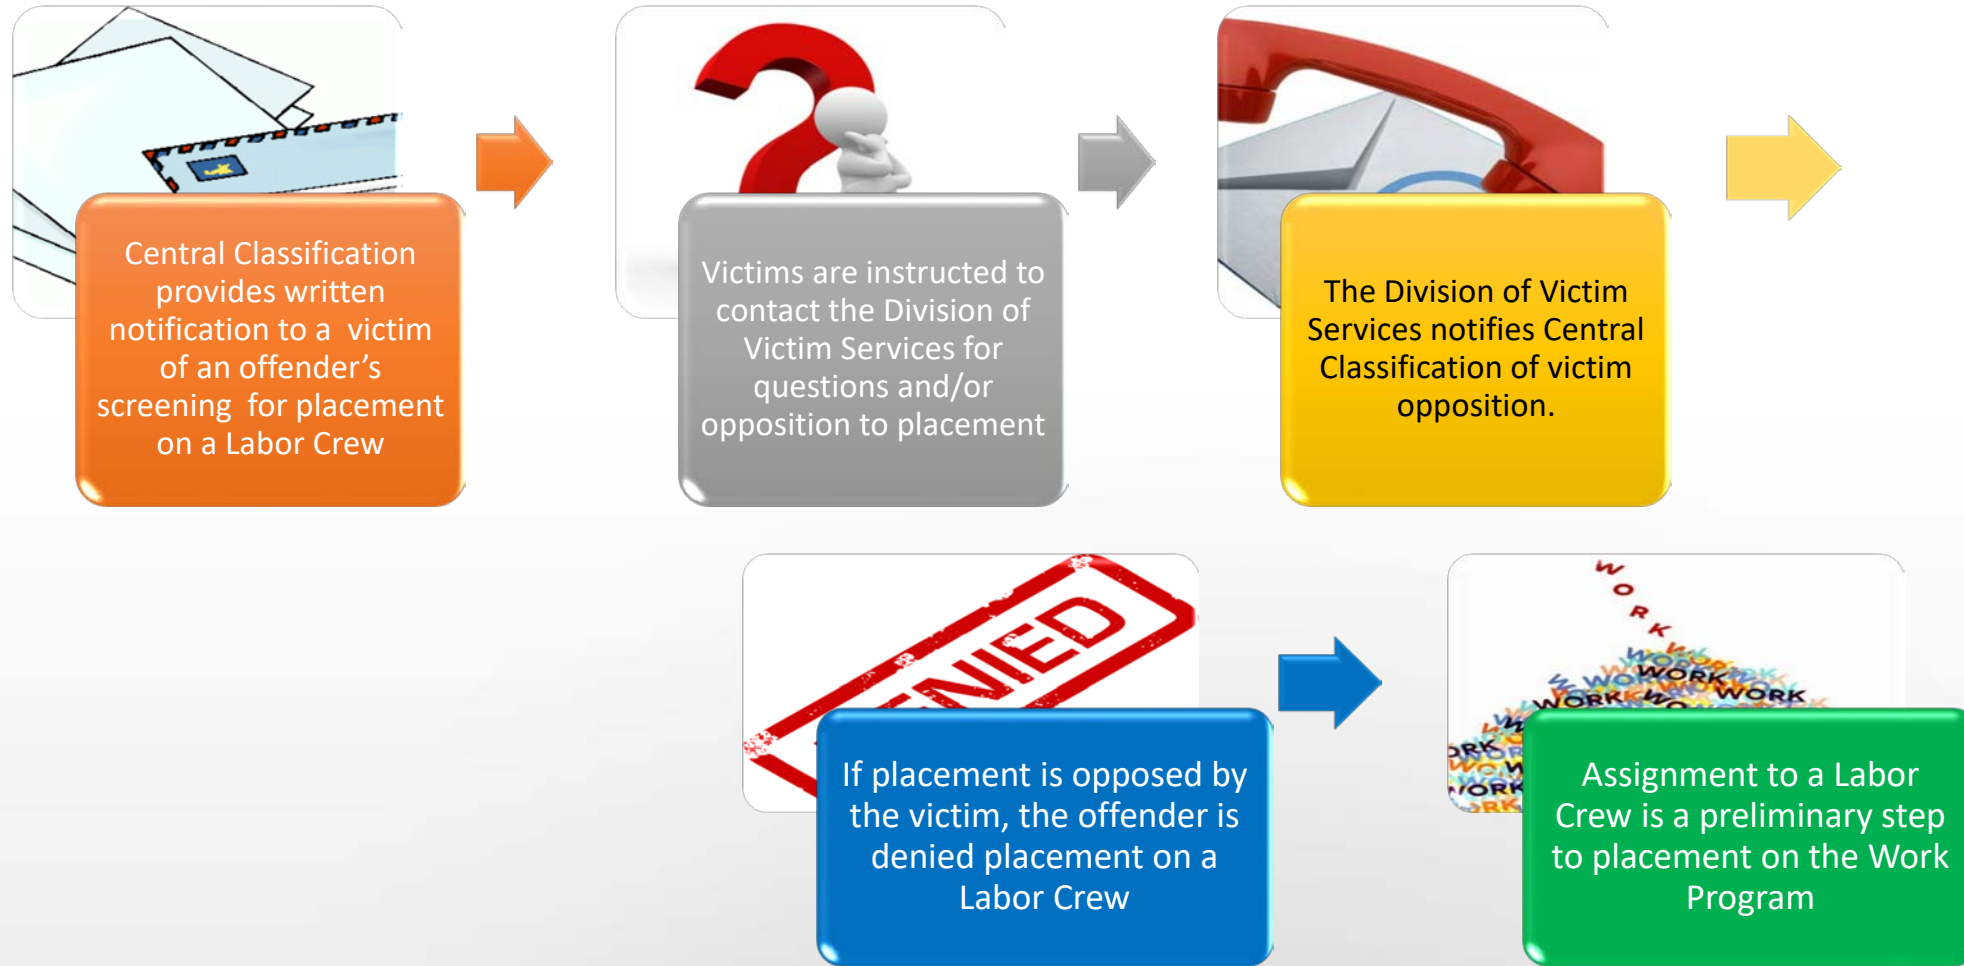 Central Classification
provides written
notification to a victim
of an offender’s
screening for placement
on a Labor Crew
Victims are instructed to
contact the Division of
Victim Services for
questions and/or
opposition to placement
The Division of Victim
Services notifies Central
Classification of victim
opposition.
NIED
If placement is opposed by
the victim, the offender is
denied placement on a
Labor Crew
WORK
WORK
WORK
WORK
Assignment to a Labor
Crew is a preliminary step
to placement on the Work
Program